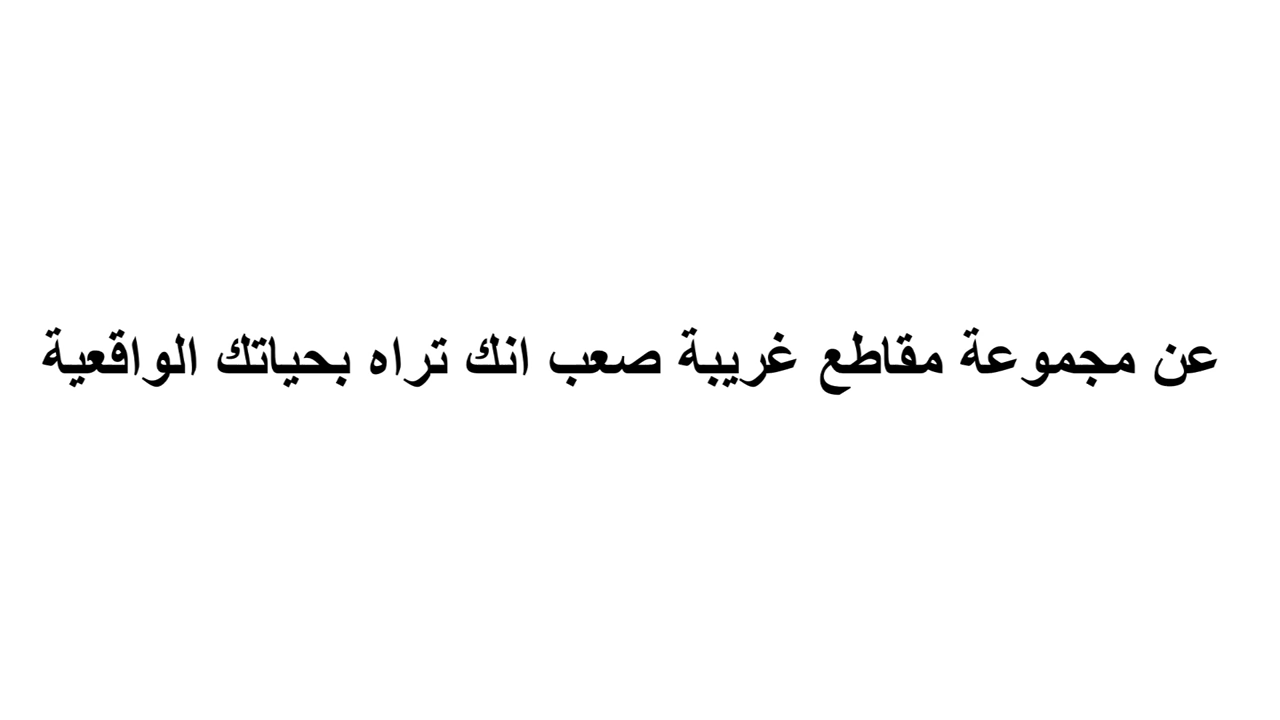 عن مجموعة مقاطع غريبة صعب انك تراه بحياتك الواقعية